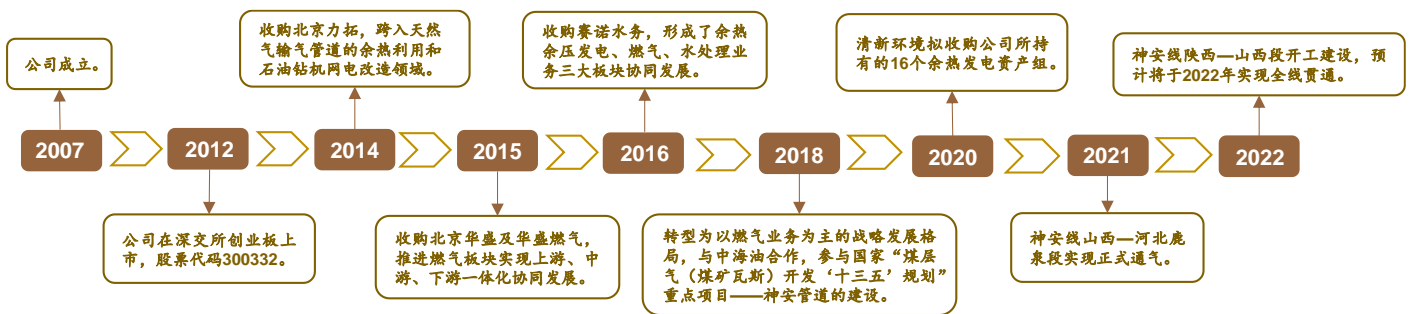 公司成立。
收购北京力拓，跨入天然
气输气管道的余热利用和
石油钻机网电改造领域。
收购赛诺水务，形成了余热
余压发电、燃气、水处理业
务三大板块协同发展。
清新环境拟收购公司所持
有的16个余热发电资产组。
神安线陕西—山西段开工建设，预
计将于2022年实现全线贯通。
2007
2012
2014
2015
2016
2018
2020
2021
2022
公司在深交所创业板上
市，股票代码300332。
收购北京华盛及华盛燃气，
推进燃气板块实现上游、中
游、下游一体化协同发展。
转型为以燃气业务为主的战略发展格
局，与中海油合作，参与国家“煤层
气（煤矿瓦斯）开发‘十三五’规划”
重点项目——神安管道的建设。
神安线山西—河北鹿
泉段实现正式通气。